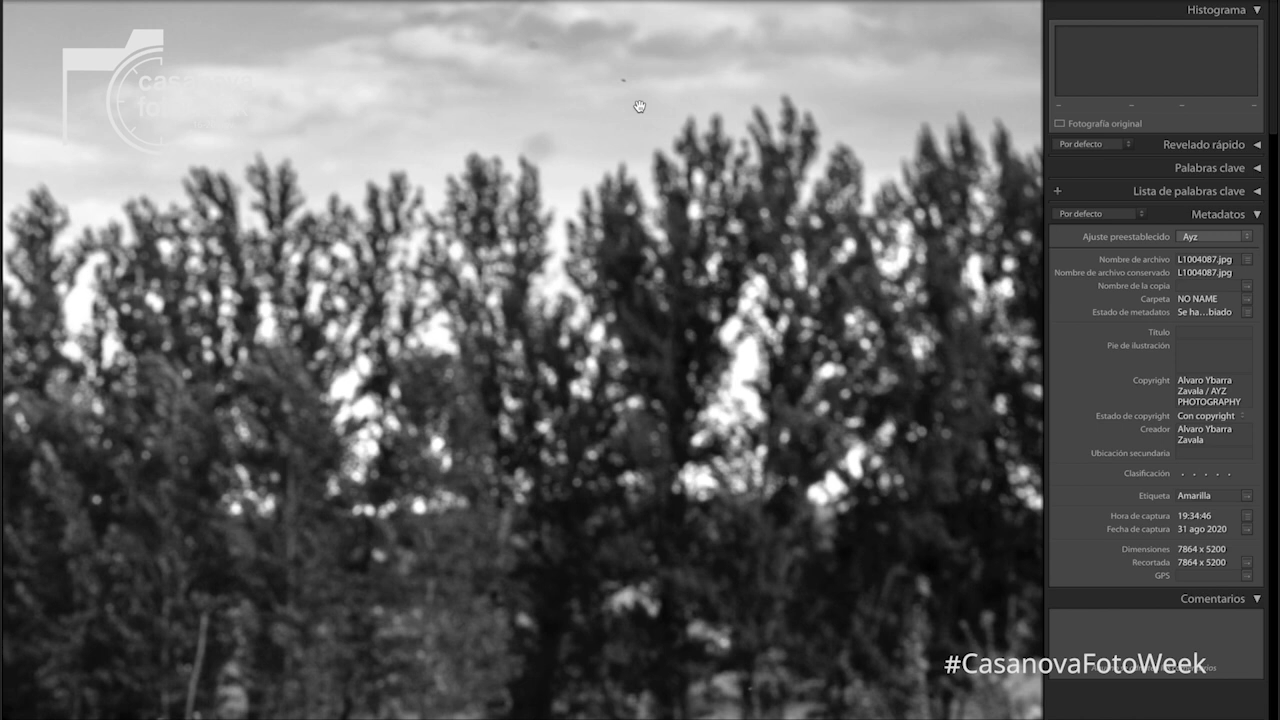 casanova
foto week
Histograma
Fotografía original
Por defecto
Revelado rápido
Palabras clave
+
Lista de palabras clave
Por defecto
Metadatos
Ajuste preestablecido Ayz
Nombre de archivo L1004087.jpg
Nombre de archivo conservado L1004087.jpg
Nombre de la copia
Carpeta NO NAME
Estado de metadatos Se ha...biado
Título
Pie de ilustración
Copyright Alvaro Ybarra
Zavala / AYZ
PHOTOGRAPHY
Estado de copyright Con copyright
Creador Alvaro Ybarra
Zavala
Ubicación secundaria
Clasificación . . . . .
Etiqueta Amarilla
Hora de captura 19:34:46
Fecha de captura 31 ago 2020
Dimensiones 7864 x 5200
Recortada 7864 x 5200
GPS
Comentarios
#CasanovaFotoWeek